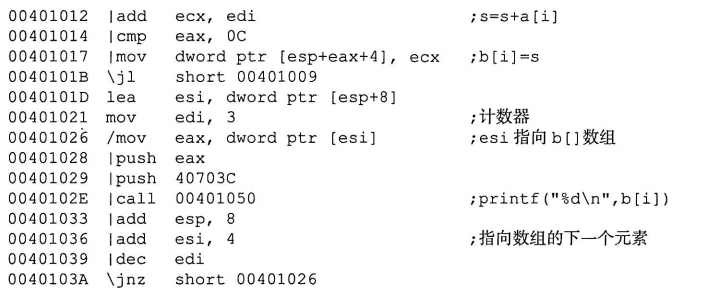 00401012 |add ecx, edi ;s=s+a[i]
00401014 |cmp eax, 0C
00401017 |mov dword ptr [esp+eax+4], ecx ;b[i]=s
0040101B \jl short 00401009
0040101D lea esi, dword ptr [esp+8]
00401021 mov edi, 3 ;计数器
00401026 /mov eax, dword ptr [esi] ;esi指向b[]数组
00401028 |push eax
00401029 |push 40703C
0040102E |call 00401050 ;printf("%d\n",b[i])
00401033 |add esp, 8
00401036 |add esi, 4 ;指向数组的下一个元素
00401039 |dec edi
0040103A \jnz short 00401026